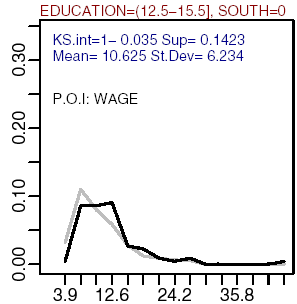 EDUCATION=(12.5−15.5], SOUTH=0
KS.int=1− 0.035 Sup= 0.1423
Mean= 10.625 St.Dev= 6.234
P.O.I: WAGE
0.30
0.20
0.10
0.00
3.9 12.6 24.2 35.8